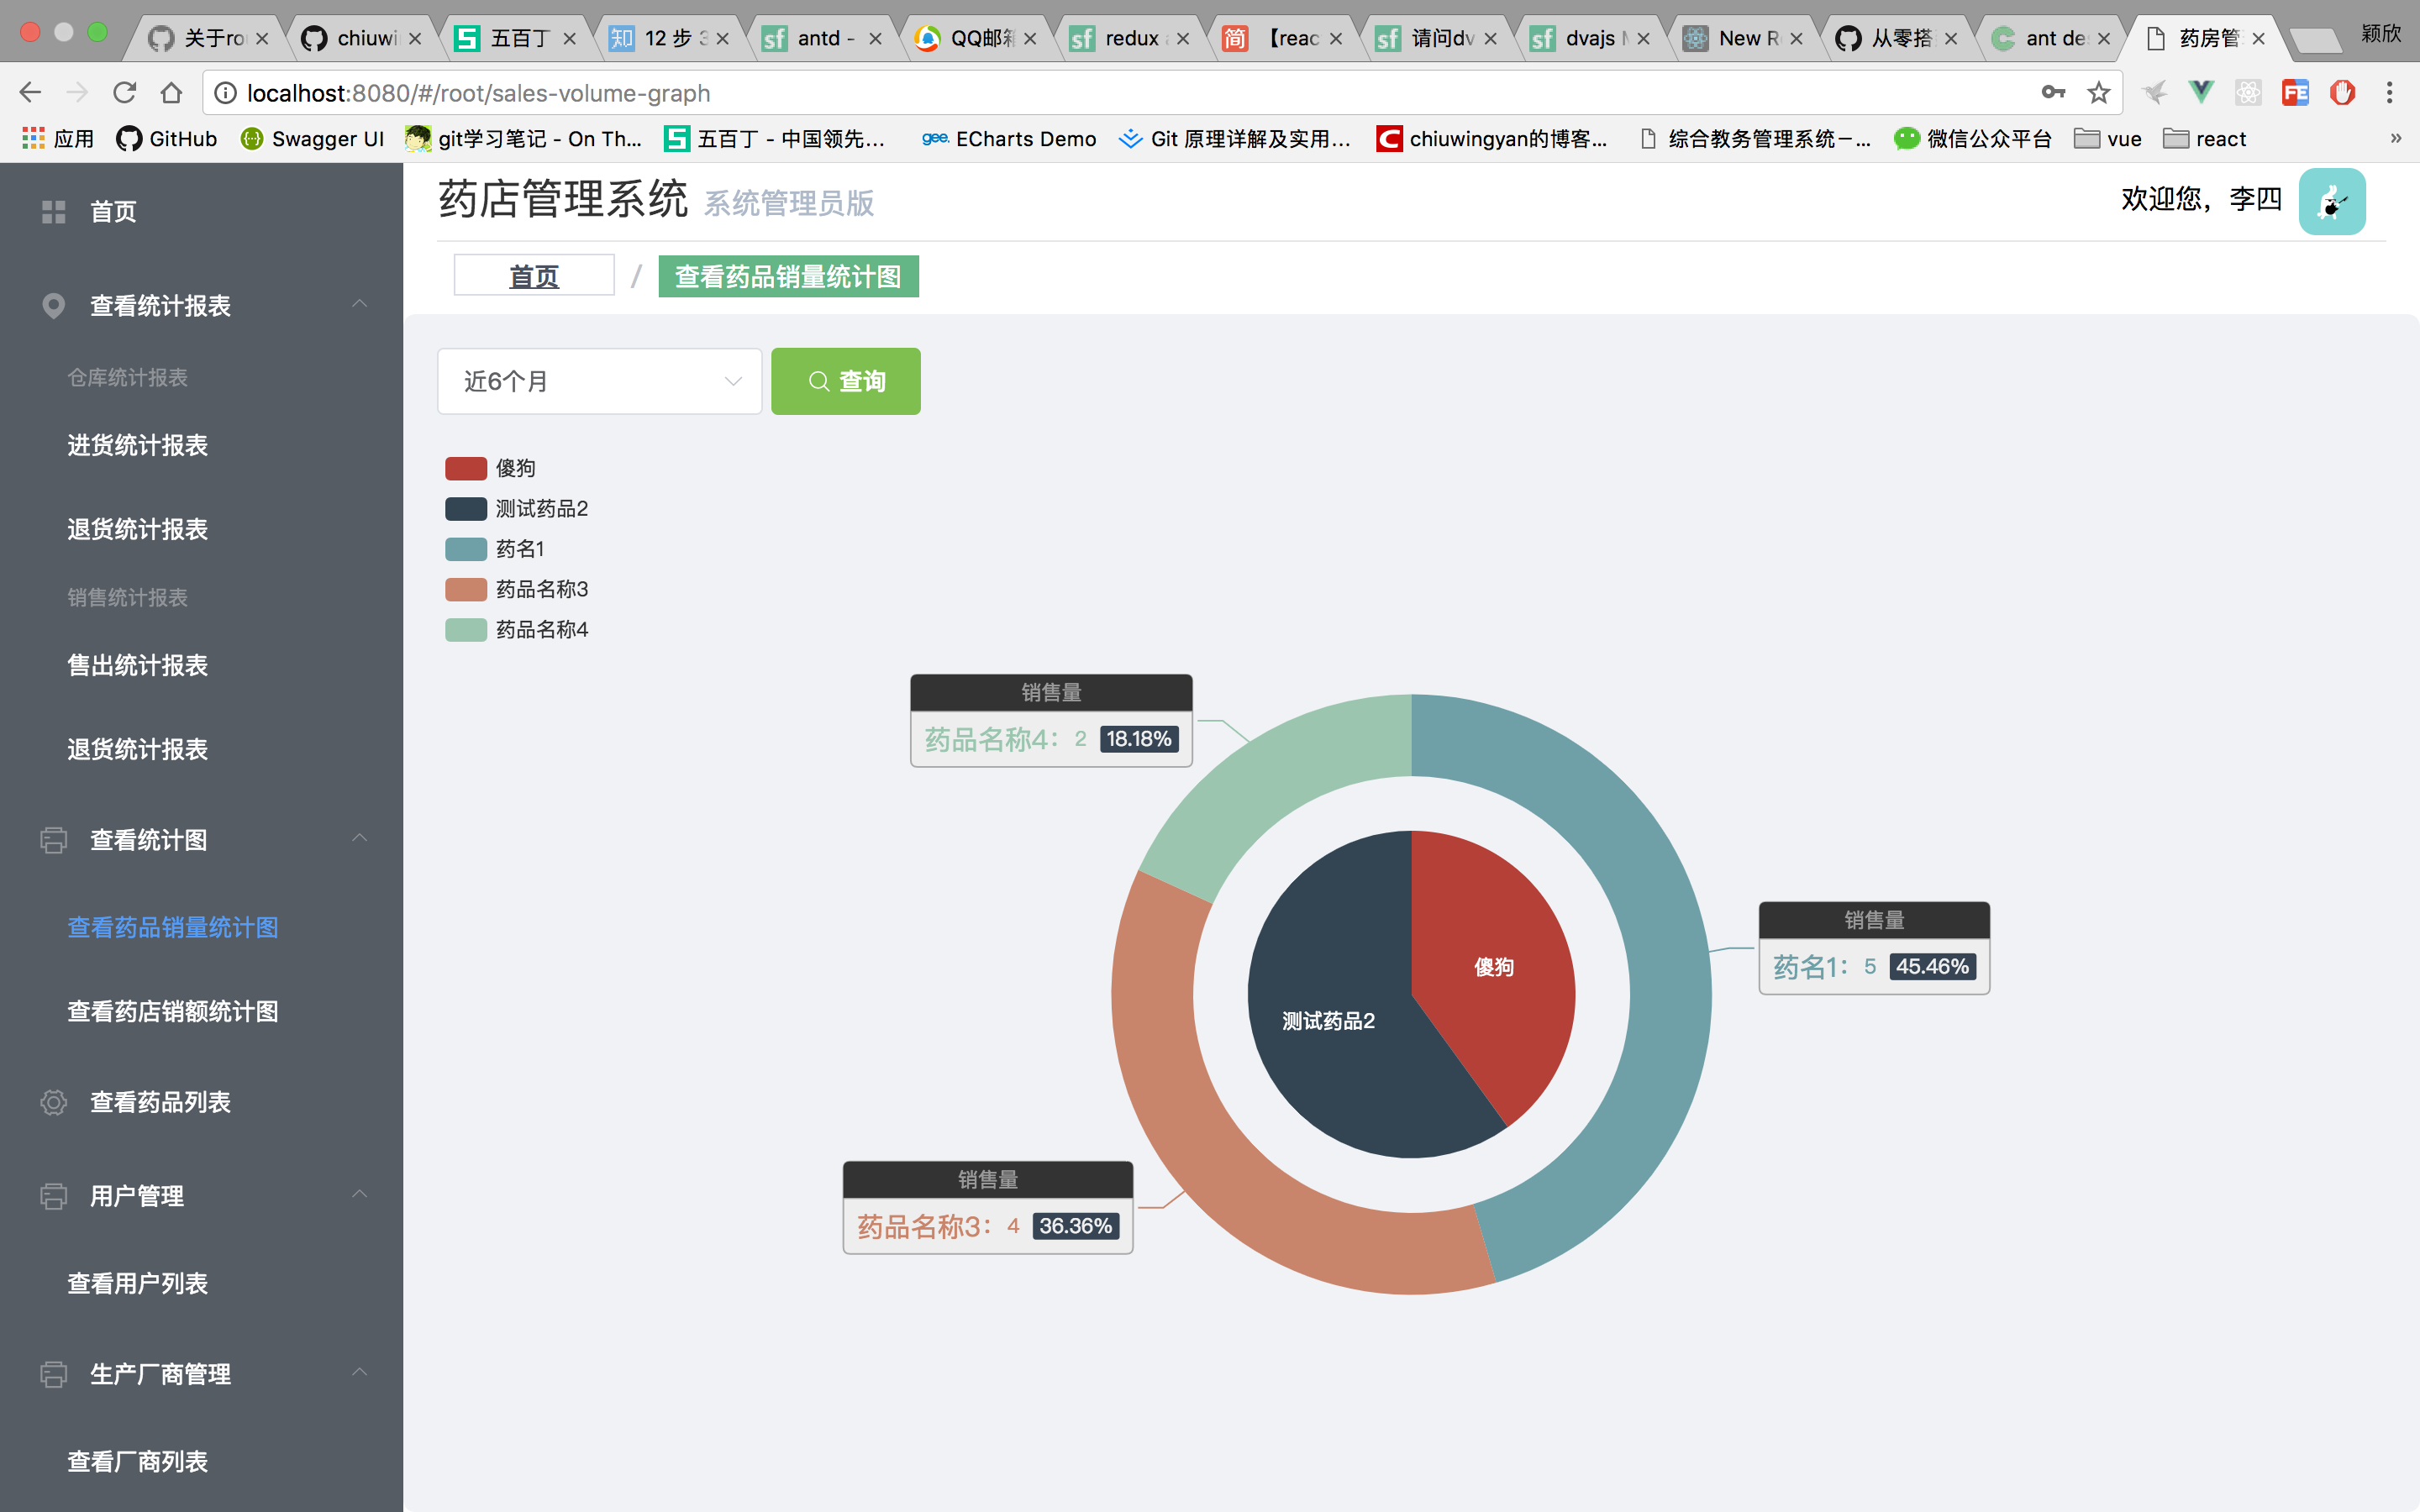 关于ro
chiuwi
五百丁
12 步 3
antd -
QQ邮箱
redux a
【reac
请问dv
dvajs
New R
从零搭
ant de
药房管
颖欣
localhost:8080/#/root/sales-volume-graph
应用
GitHub
Swagger UI
git学习笔记 - On Th...
五百丁 - 中国领先...
ECharts Demo
Git 原理详解及实用...
chiuwingyan的博客...
综合教务管理系统－...
微信公众平台
vue
react
»
首页
查看统计报表
仓库统计报表
进货统计报表
退货统计报表
销售统计报表
售出统计报表
退货统计报表
查看统计图
查看药品销量统计图
查看药店销额统计图
查看药品列表
用户管理
查看用户列表
生产厂商管理
查看厂商列表
药店管理系统 系统管理员版
欢迎您，李四
首页 / 查看药品销量统计图
近6个月
查询
傻狗
测试药品2
药名1
药品名称3
药品名称4
销售量
药品名称4：2 18.18%
销售量
药名1：5 45.46%
傻狗
测试药品2
销售量
药品名称3：4 36.36%